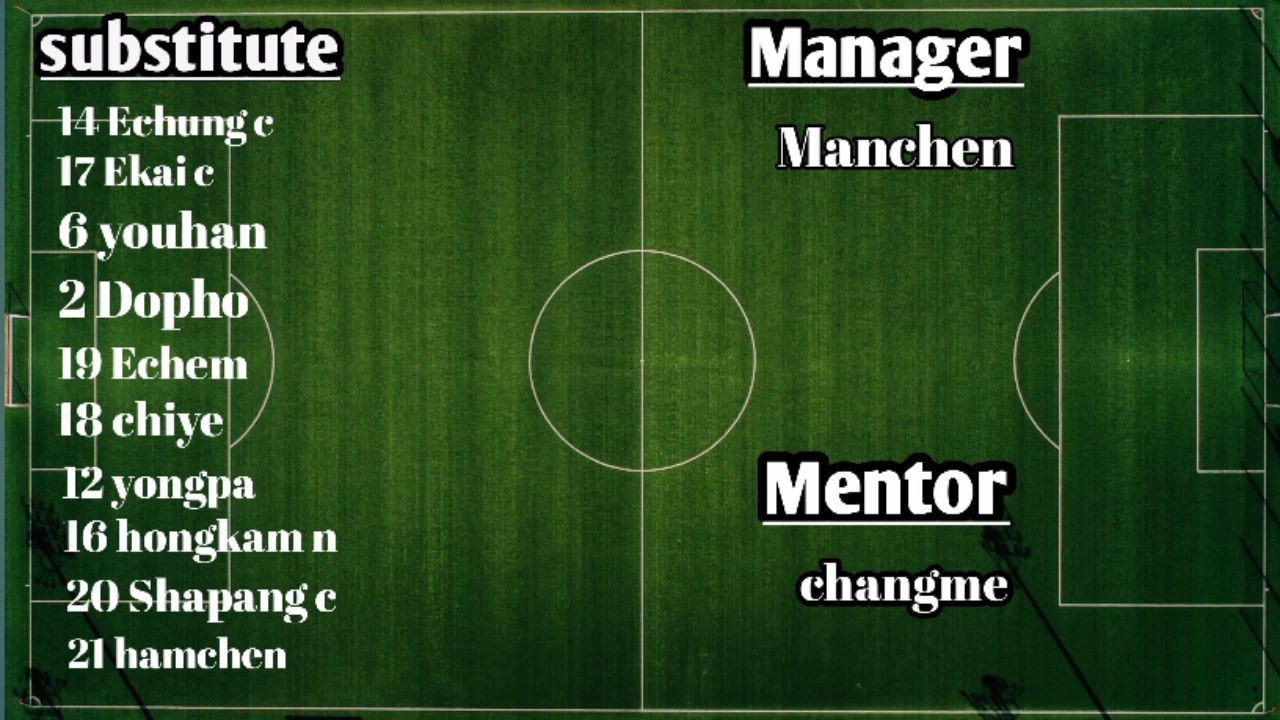 substitute
14 Echung c
17 Ekai c
6 youhan
2 Dopho
19 Echem
18 chiye
12 yongpa
16 hongkam n
20 Shapang c
21 hamchen
Manager
Manchen
Mentor
changme